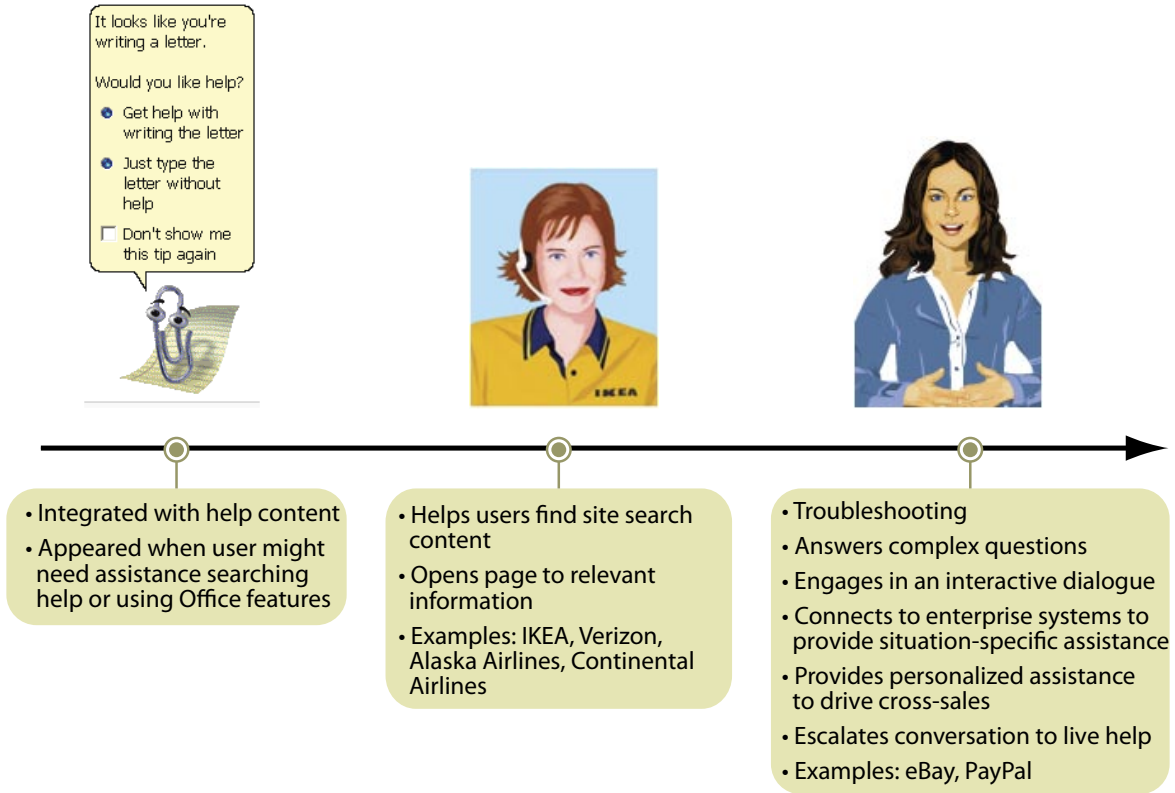 It looks like you're
writing a letter.
Would you like help?
Get help with
writing the letter
Just type the
letter without
help
Don't show me
this tip again
IKEA
• Integrated with help content
• Appeared when user might
need assistance searching
help or using Office features
• Helps users find site search
content
• Opens page to relevant
information
• Examples: IKEA, Verizon,
Alaska Airlines, Continental
Airlines
• Troubleshooting
• Answers complex questions
• Engages in an interactive dialogue
• Connects to enterprise systems to
provide situation-specific assistance
• Provides personalized assistance
to drive cross-sales
• Escalates conversation to live help
• Examples: eBay, PayPal